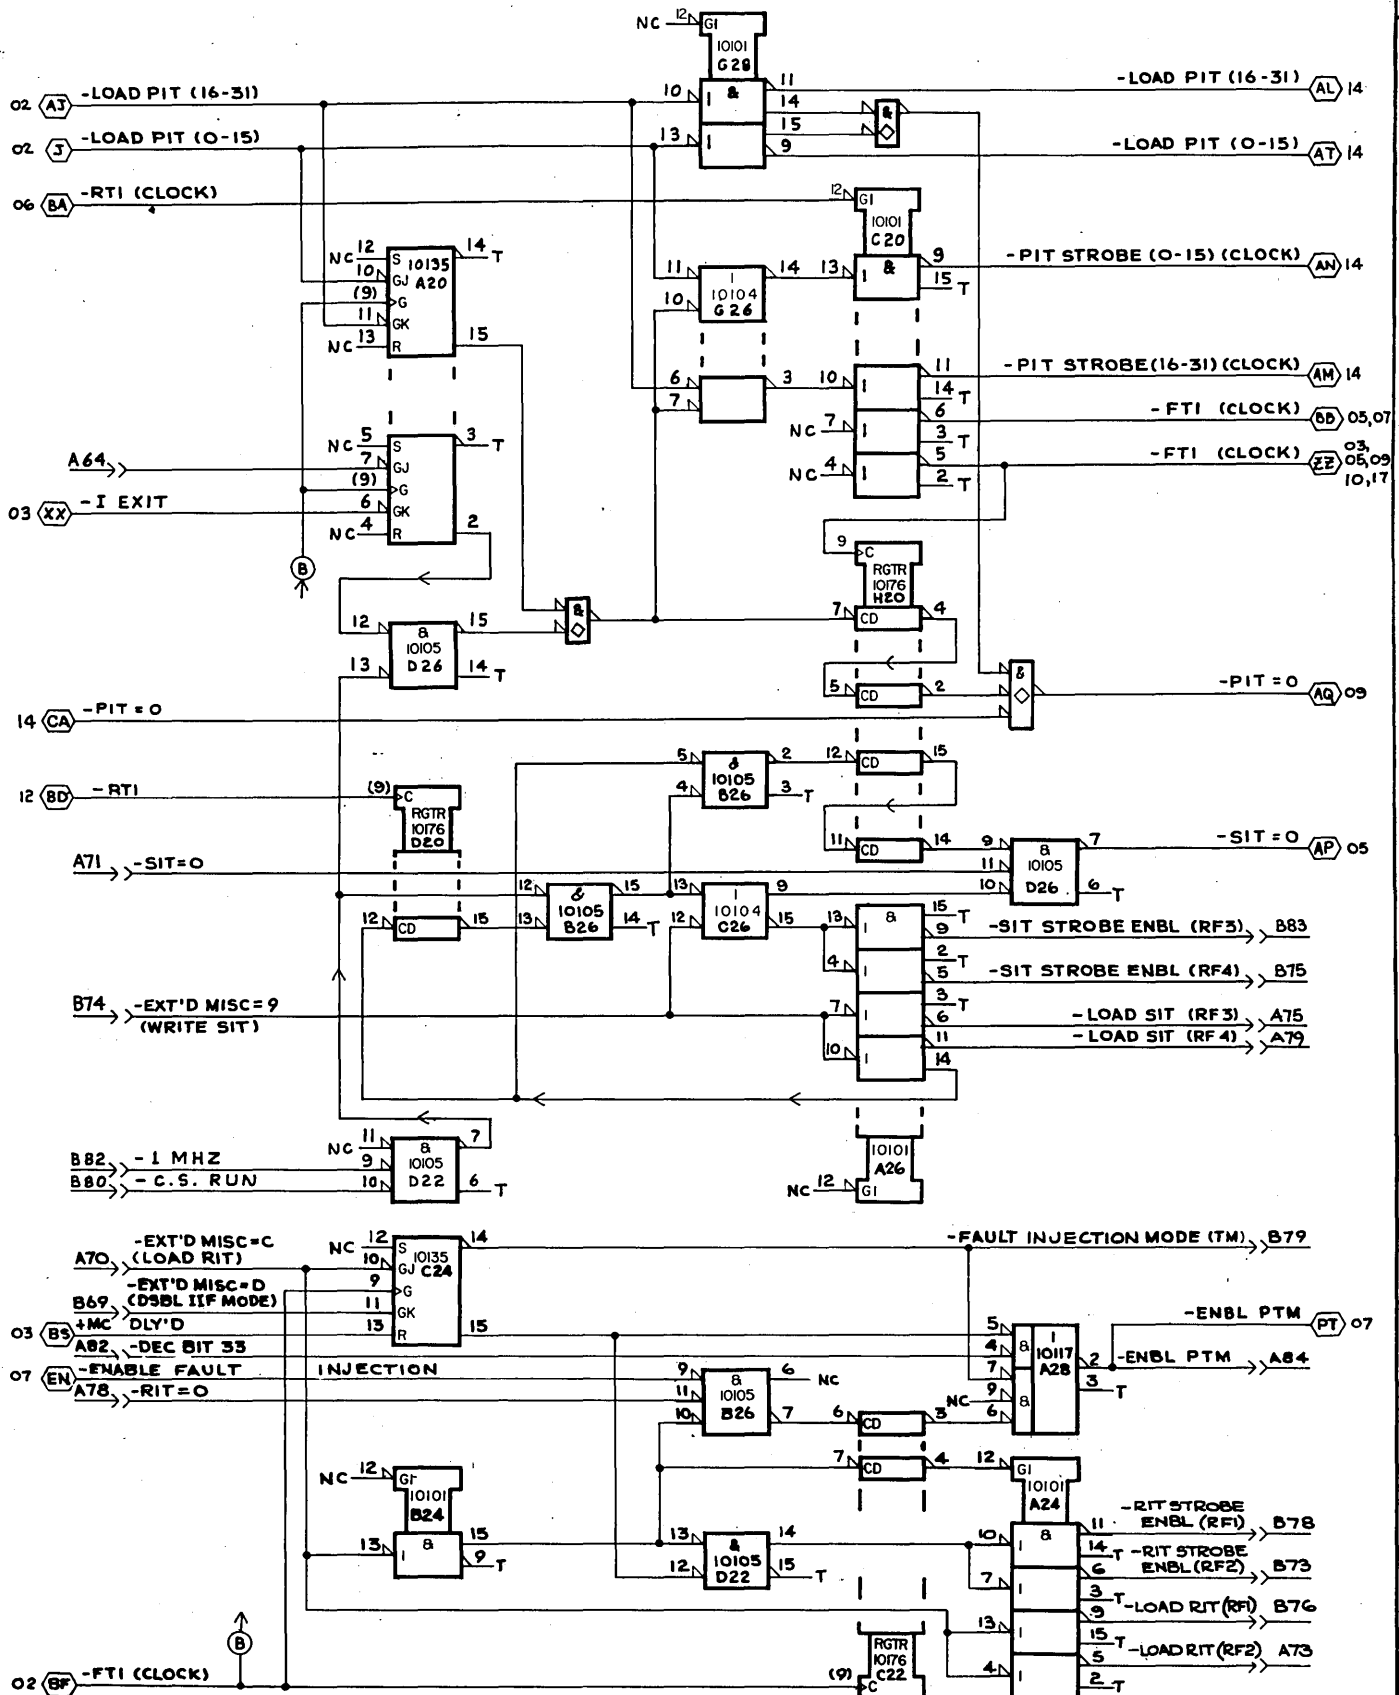 NC 12 G1
10101
G28
02 AJ -LOAD PIT (16-31) 10 1 & 11 -LOAD PIT (16-31) AL 14
14 &
15
02 J -LOAD PIT (0-15) 13 1 9 -LOAD PIT (0-15) AT 14
06 BA -RTI (CLOCK) 12 G1
10101
C20
NC 12 S 10135 14 T
10 GJ A20
(9) G
11 GK
NC 13 R 15
11 1 14 13 1 & 9 -PIT STROBE (0-15) (CLOCK) AN 14
10 10104 15 T
G26
6 3 10 1 11 -PIT STROBE(16-31)(CLOCK) AM 14
7 14 T
NC 7 1 6 -FTI (CLOCK) BB 05,07
3 T
NC 4 1 5 -FTI (CLOCK) ZZ 03,
05,09
10,17
2 T
NC 5 S 3 T
A64 7 GJ
(9) G
03 XX -I EXIT 6 GK
NC 4 R 2
B
9 C
RGTR
10176
H20
12 & 15 & 7 CD 4
10105
D26
13 14 T
5 CD 2 & -PIT=0 AQ 09
14 CA -PIT=0
5 & 2 12 CD 15
10105
4 B26 3 T
12 BD -RTI (9) C
RGTR
10176
D20
11 CD 14 9 & 7 -SIT=0 AP 05
A71 -SIT=0 11 10105
10 D26 6 T
12 & 15 13 1 9
12 CD 15 13 10105 14 T 12 10104 15
B26 C26
13 1 & 15 T
9 -SIT STROBE ENBL (RF3) B83
2 T
4 1 5 -SIT STROBE ENBL (RF4) B75
3 T
B74 -EXT'D MISC=9 7 1 6 -LOAD SIT (RF3) A75
(WRITE SIT)
10 1 11 -LOAD SIT (RF4) A79
14
NC 11 & 7
B82 -1 MHZ 9 10105
B80 -C.S. RUN 10 D22 6 T
10101
A26
NC 12 G1
-EXT'D MISC=C NC 12 S 10135 14 -FAULT INJECTION MODE (TM) B79
A70 (LOAD RIT) 10 GJ C24
-EXT'D MISC=D 9 G
B69 (DSBL IIF MODE) 11 GK
03 BS +MC DLY'D 13 R 15 5 & 1 -ENBL PTM PT 07
A82 -DEC BIT 33 4 10117
7 A28 2 -ENBL PTM A84
NC 9 & 3 T
6
07 EN -ENABLE FAULT INJECTION 9 & 6 NC
A78 -RIT=0 11 10105
10 B26 7 6 CD 3
7 CD 4 12 G1
10101
A24
NC 12 G1
10101
B24
13 1 & 15 13 & 14 10 1 & 11 -RIT STROBE
ENBL (RF1) B78
9 T 12 10105 15 T 14 T
D22
7 1 6 -RIT STROBE
ENBL(RF2) B73
3 T
13 1 9 -LOAD RIT(RF1) B76
15 T
4 1 5 -LOAD RIT(RF2) A73
2 T
B
RGTR
10176
C22
02 BF -FTI (CLOCK) (9) C